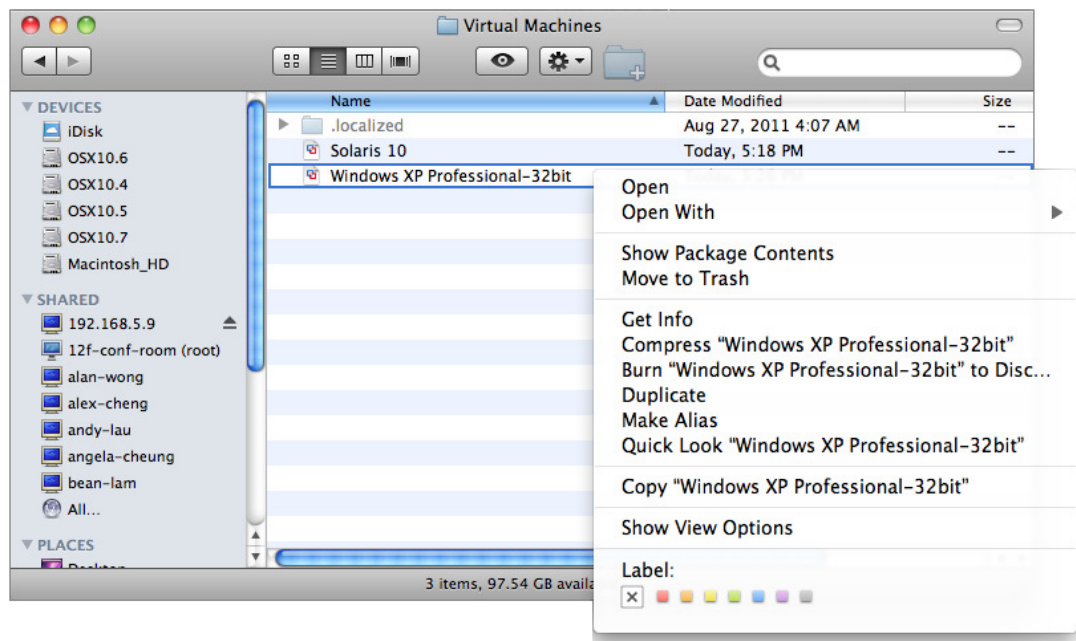 Virtual Machines
DEVICES
iDisk
OSX10.6
OSX10.4
OSX10.5
OSX10.7
Macintosh_HD
SHARED
192.168.5.9
12f-conf-room (root)
alan-wong
alex-cheng
andy-lau
angela-cheung
bean-lam
All...
PLACES
Desktop
Name Date Modified Size
.localized Aug 27, 2011 4:07 AM --
Solaris 10 Today, 5:18 PM --
Windows XP Professional-32bit
3 items, 97.54 GB availa
Open
Open With
Show Package Contents
Move to Trash
Get Info
Compress “Windows XP Professional-32bit”
Burn “Windows XP Professional-32bit” to Disc...
Duplicate
Make Alias
Quick Look “Windows XP Professional-32bit”
Copy “Windows XP Professional-32bit”
Show View Options
Label: